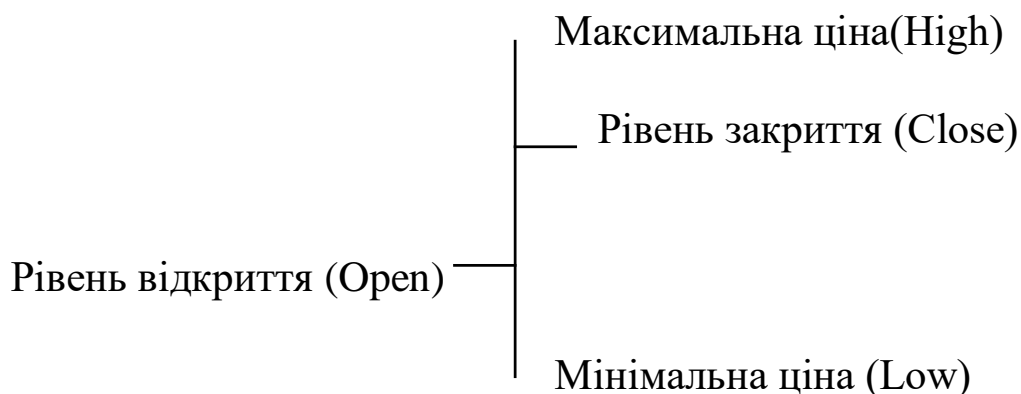 Максимальна ціна(High)
Рівень закриття (Close)
Рівень відкриття (Open)
Мінімальна ціна (Low)